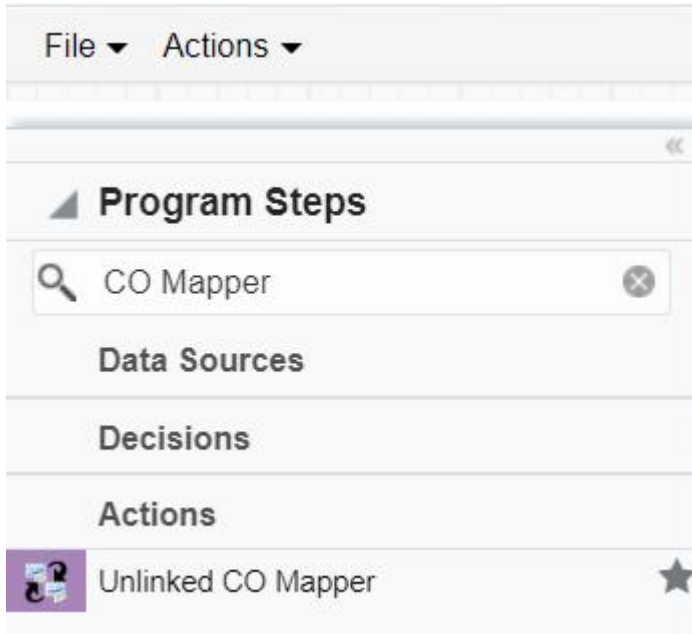 File Actions
Program Steps
CO Mapper
Data Sources
Decisions
Actions
Unlinked CO Mapper